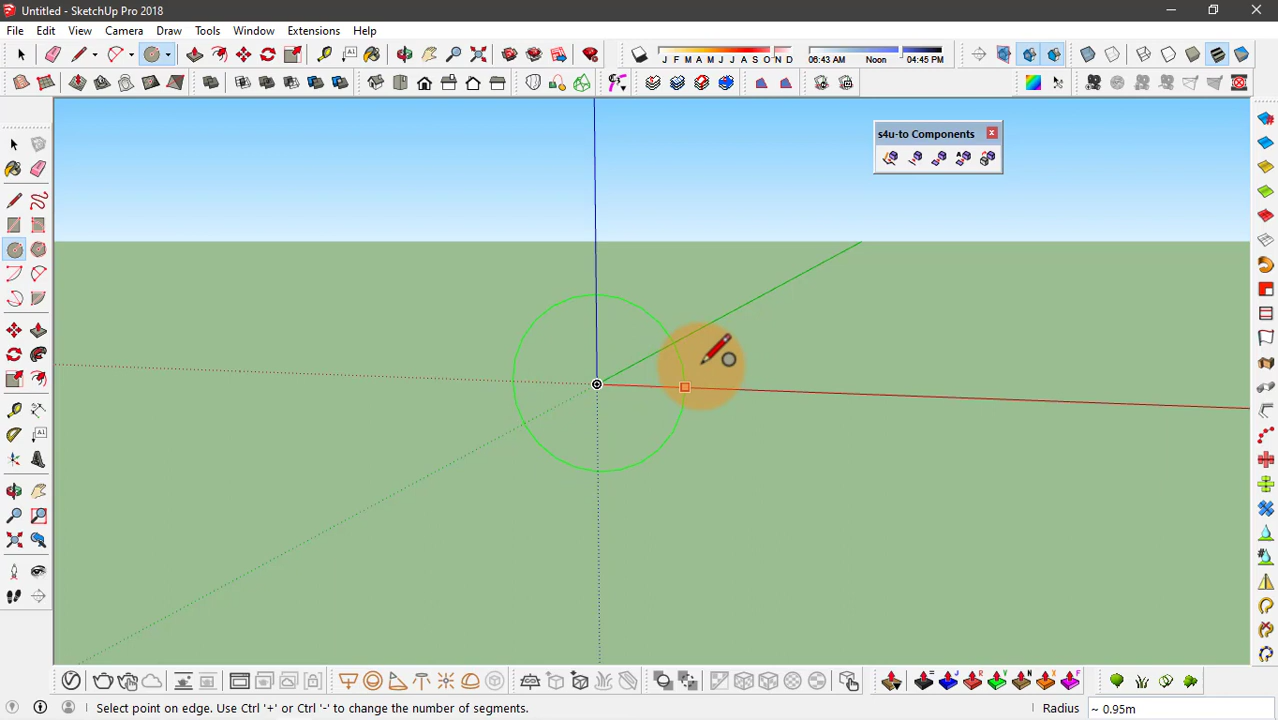 Untitled - SketchUp Pro 2018
File Edit View Camera Draw Tools Window Extensions Help
J F M A M J J A S O N D
06:43 AM Noon 04:45 PM
s4u-to Components
Select point on edge. Use Ctrl '+' or Ctrl '-' to change the number of segments.
Radius ~ 0.95m